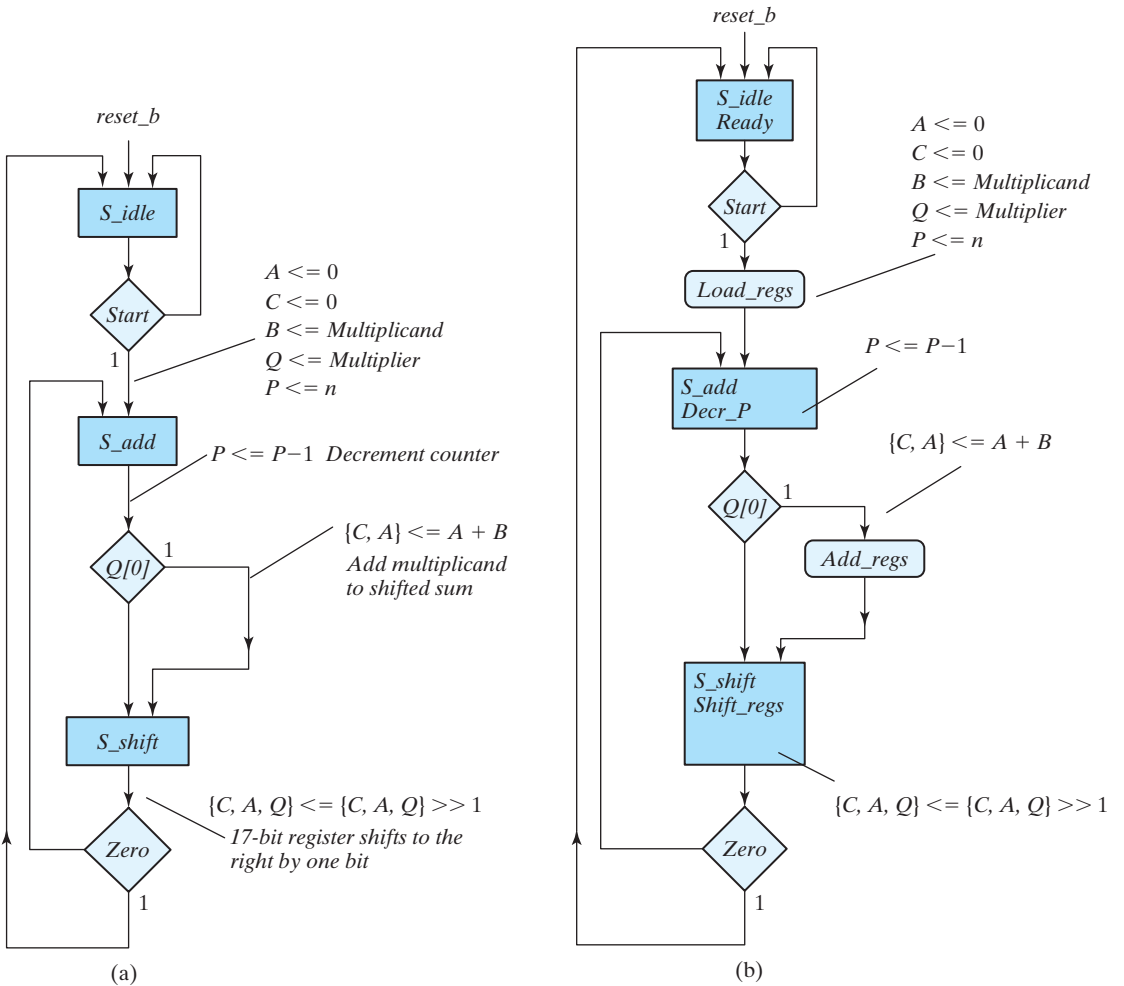 reset_b
S_idle
Start
1
A <= 0
C <= 0
B <= Multiplicand
Q <= Multiplier
P <= n
S_add
P <= P−1 Decrement counter
Q[0]
1
{C, A} <= A + B
Add multiplicand
to shifted sum
S_shift
{C, A, Q} <= {C, A, Q} >> 1
17-bit register shifts to the
right by one bit
Zero
1
(a)
reset_b
S_idle
Ready
Start
1
A <= 0
C <= 0
B <= Multiplicand
Q <= Multiplier
P <= n
Load_regs
P <= P−1
S_add
Decr_P
{C, A} <= A + B
Q[0]
1
Add_regs
S_shift
Shift_regs
{C, A, Q} <= {C, A, Q} >> 1
Zero
1
(b)